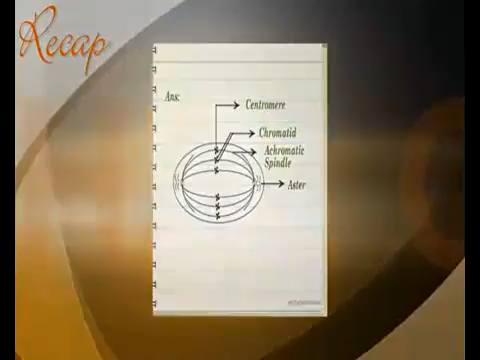 Recap
Ans:
Centromere
Chromatid
Achromatic
Spindle
Aster